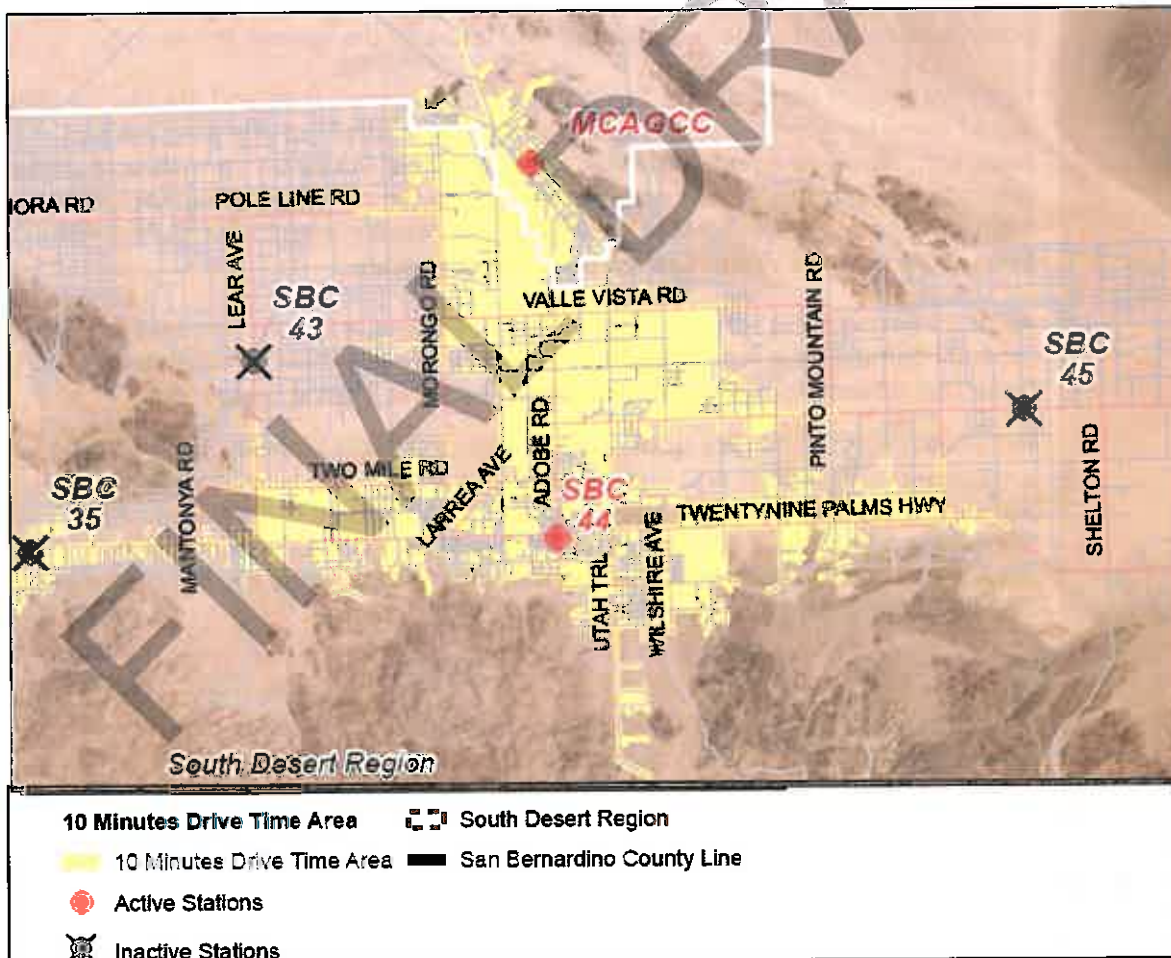 MCAGCC
IORA RD
POLE LINE RD
LEAR AVE
SBC
43
MORONGO RD
VALLE VISTA RD
PINTO MOUNTAIN RD
SBC
45
SHELTON RD
TWO MILE RD
LARREA AVE
ADOBE RD
SBC
44
TWENTYNINE PALMS HWY
SBC
35
MANTONYA RD
UTAH TRL
WILSHIRE AVE
FINAL DRA
South Desert Region
10 Minutes Drive Time Area
South Desert Region
10 Minutes Drive Time Area
San Bernardino County Line
Active Stations
Inactive Stations